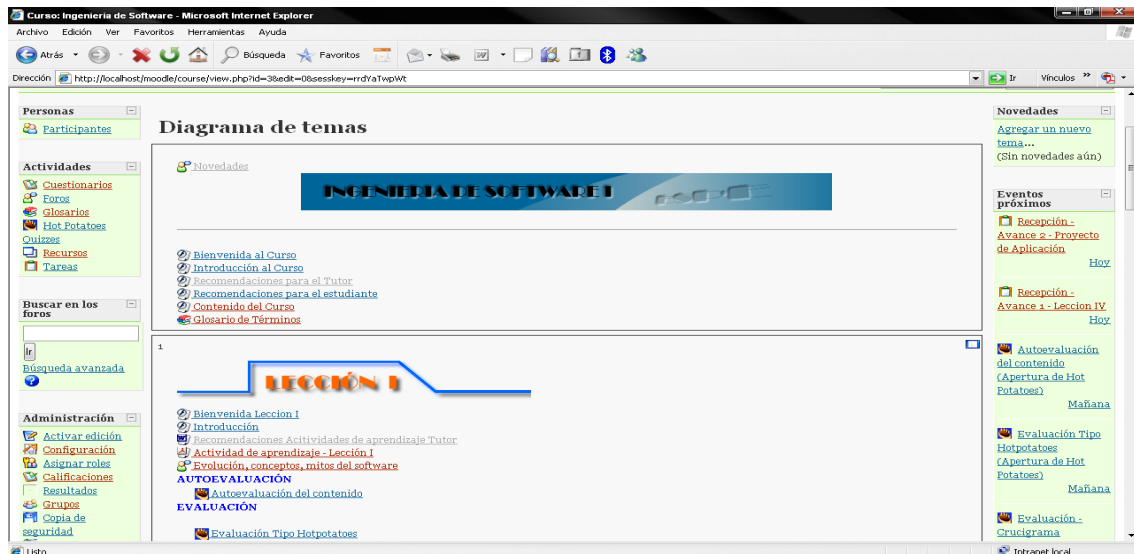 Curso: Ingenieria de Software - Microsoft Internet Explorer
Archivo Edición Ver Favoritos Herramientas Ayuda
Atrás Búsqueda Favoritos
Dirección http://localhost/moodle/course/view.php?id=3&edit=0&sesskey=rrdYaTwpWt Ir Vínculos »
Personas
Participantes
Actividades
Cuestionarios
Foros
Glosarios
Hot Potatoes
Quizzes
Recursos
Tareas
Buscar en los
foros
Ir
Búsqueda avanzada
Administración
Activar edición
Configuración
Asignar roles
Calificaciones
Resultados
Grupos
Copia de
seguridad
Diagrama de temas
Novedades
INGENIERIA DE SOFTWARE I ESPE
Bienvenida al Curso
Introducción al Curso
Recomendaciones para el Tutor
Recomendaciones para el estudiante
Contenido del Curso
Glosario de Términos
1
LECCIÓN I
Bienvenida Leccion I
Introducción
Recomendaciones Acitividades de aprendizaje Tutor
Actividad de aprendizaje - Lección I
Evolución, conceptos, mitos del software
AUTOEVALUACIÓN
Autoevaluación del contenido
EVALUACIÓN
Evaluación Tipo Hotpotatoes
Novedades
Agregar un nuevo
tema...
(Sin novedades aún)
Eventos
próximos
Recepción -
Avance 2 - Proyecto
de Aplicación
Hoy
Recepción -
Avance 1 - Leccion IV
Hoy
Autoevaluación
del contenido
(Apertura de Hot
Potatoes)
Mañana
Evaluación Tipo
Hotpotatoes
(Apertura de Hot
Potatoes)
Mañana
Evaluación -
Crucigrama
Listo
Intranet local